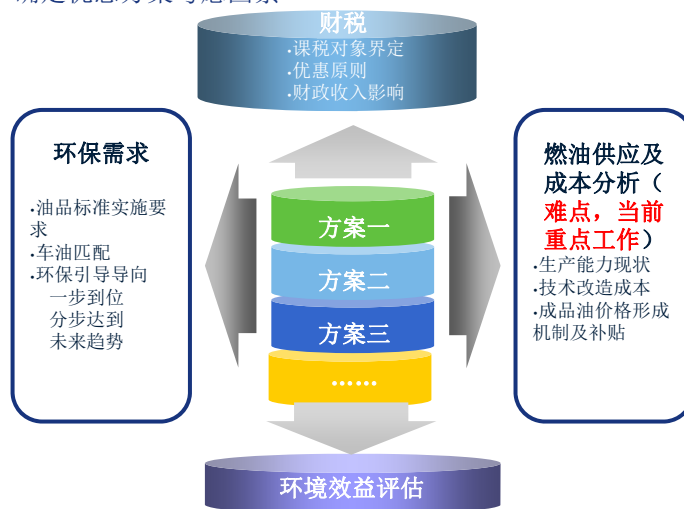 财税
·课税对象界定
·优惠原则
·财政收入影响
环保需求
·油品标准实施要
求
·车油匹配
·环保引导导向
一步到位
分步达到
未来趋势
方案一
方案二
方案三
……
燃油供应及
成本分析（
难点，当前
重点工作）
·生产能力现状
·技术改造成本
·成品油价格形成
机制及补贴
环境效益评估